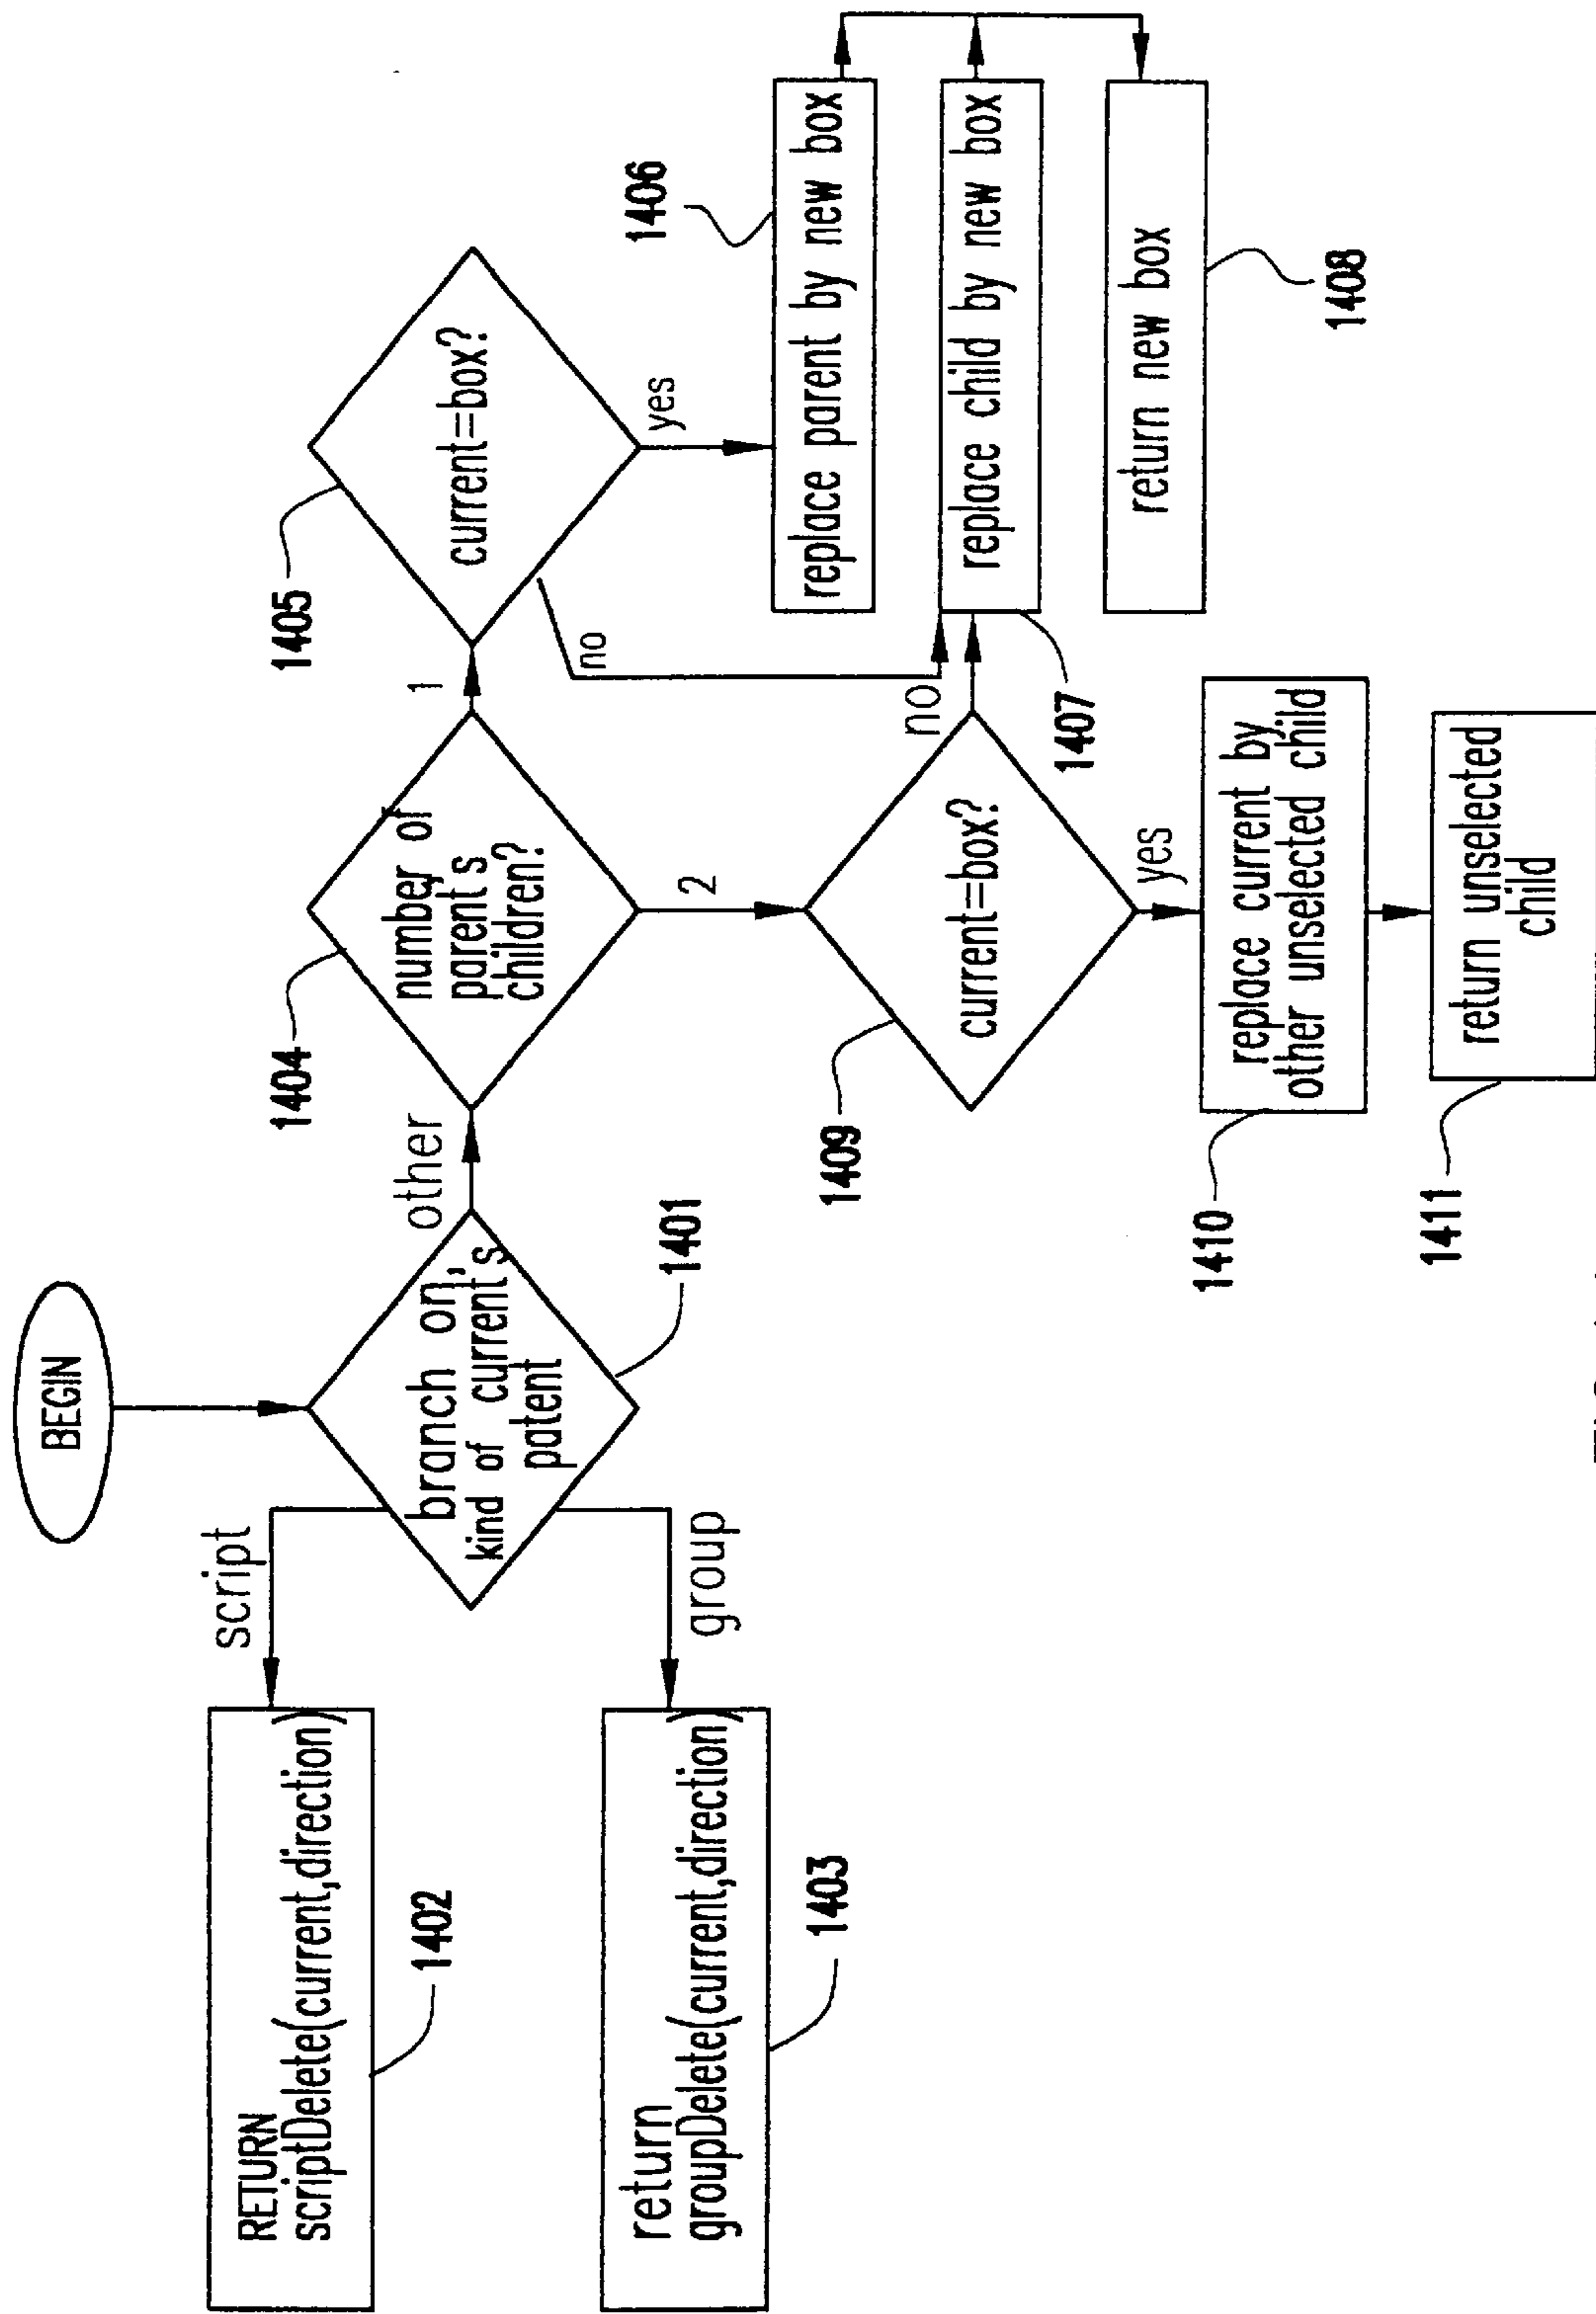 BEGIN
script
RETURN
scriptDelete(current,direction)
1402
branch on
kind of current's
patent
1401
group
return
groupDelete(current,direction)
1403
other
1404
number of
parent's
children?
1
1405
current=box?
yes
no
1406
replace parent by new box
2
1409
current=box?
no
1407
replace child by new box
return new box
1408
yes
replace current by
other unselected child
1410
return unselected
child
1411